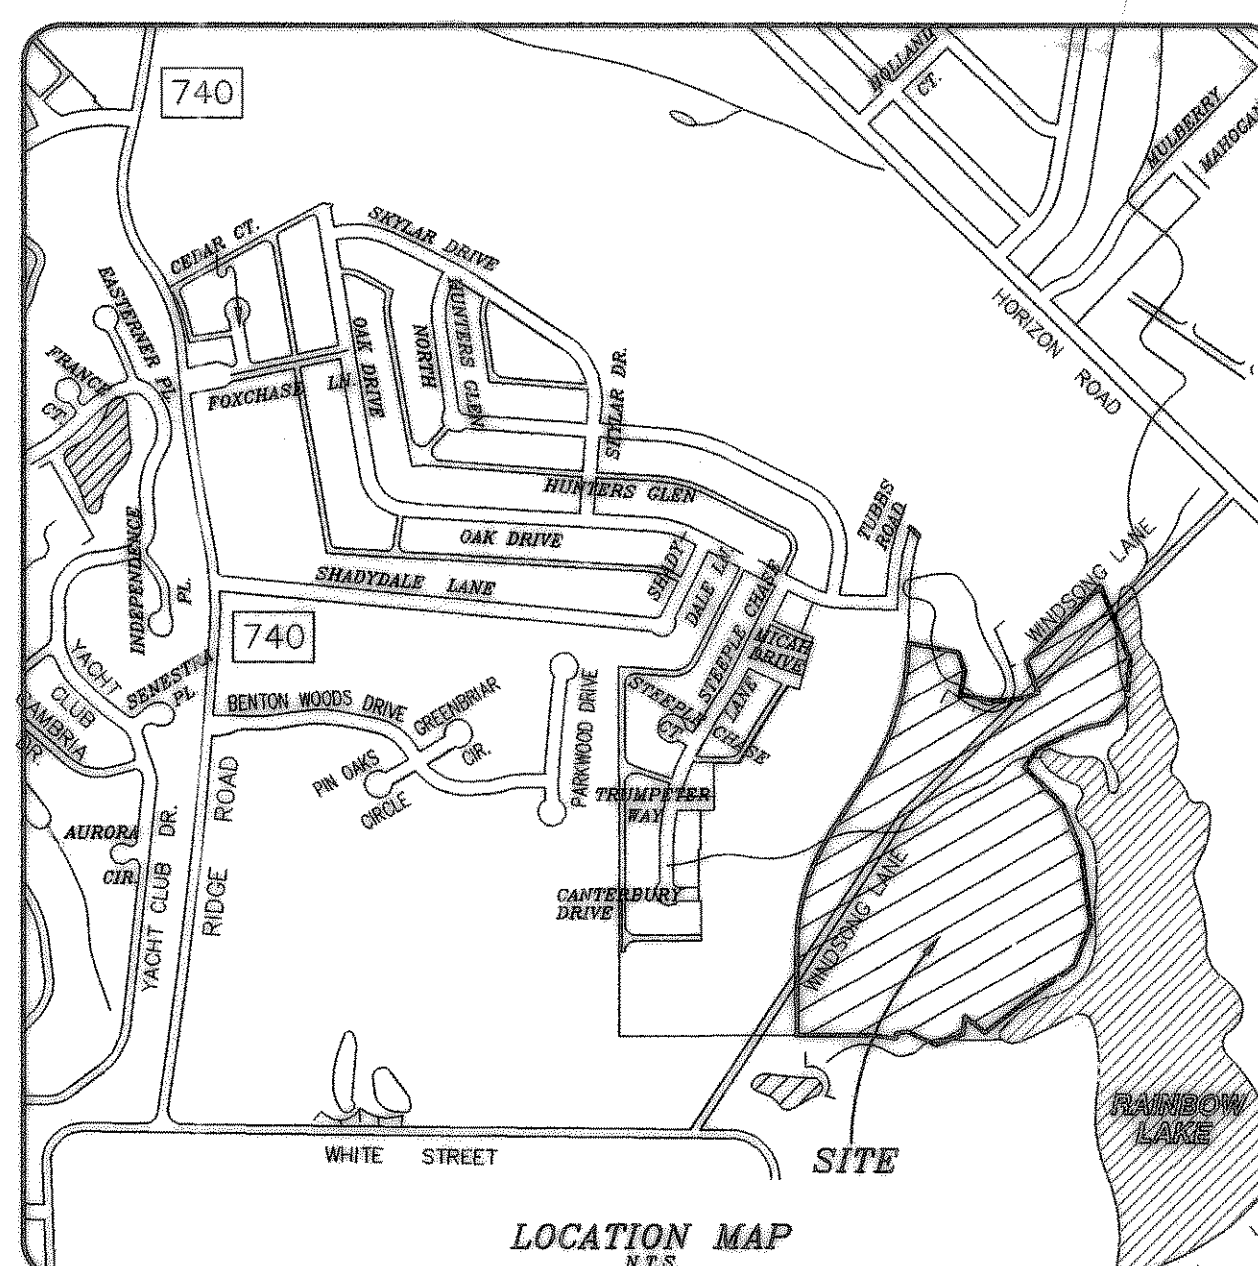 740
HOLLAND
CT.
MULBERRY
CEDAR CT.
SKYLAR DRIVE
EASTERNER PL.
HUNTERS GLEN
NORTH
OAK DRIVE
HORIZON ROAD
FRANCE
CT.
FOXCHASE LN.
SKYLAR DR.
HUNTERS GLEN
TUBBS
ROAD
OAK DRIVE
INDEPENDENCE
PL.
SHADYDALE LANE
SHADY
DALE LN
STEEPLE CHASE
LANE
WINDSONG LANE
740
MICAH
DRIVE
YACHT
CLUB
SENESTRA
PL.
CAMBRIA
DR.
BENTON WOODS DRIVE
GREENBRIAR
CIR.
PIN OAKS
CIRCLE
PARKWOOD DRIVE
STEEPLE CHASE
CT.
TRUMPETER
WAY
AURORA
CIR.
YACHT CLUB DR.
RIDGE ROAD
CANTERBURY
DRIVE
WINDSONG LANE
RAINBOW
LAKE
WHITE STREET
SITE
LOCATION MAP
N.T.S.